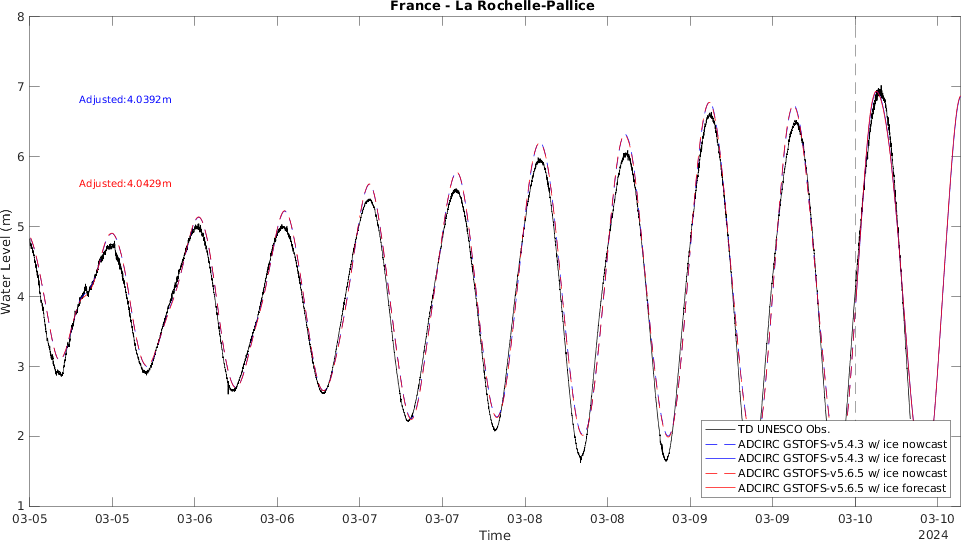 France - La Rochelle-Pallice
8
7
6
5
4
3
2
1
Water Level (m)
Adjusted:4.0392m
Adjusted:4.0429m
TD UNESCO Obs.
ADCIRC GSTOFS-v5.4.3 w/ ice nowcast
ADCIRC GSTOFS-v5.4.3 w/ ice forecast
ADCIRC GSTOFS-v5.6.5 w/ ice nowcast
ADCIRC GSTOFS-v5.6.5 w/ ice forecast
03-05 03-05 03-06 03-06 03-07 03-07 03-08 03-08 03-09 03-09 03-10 03-10
Time
2024